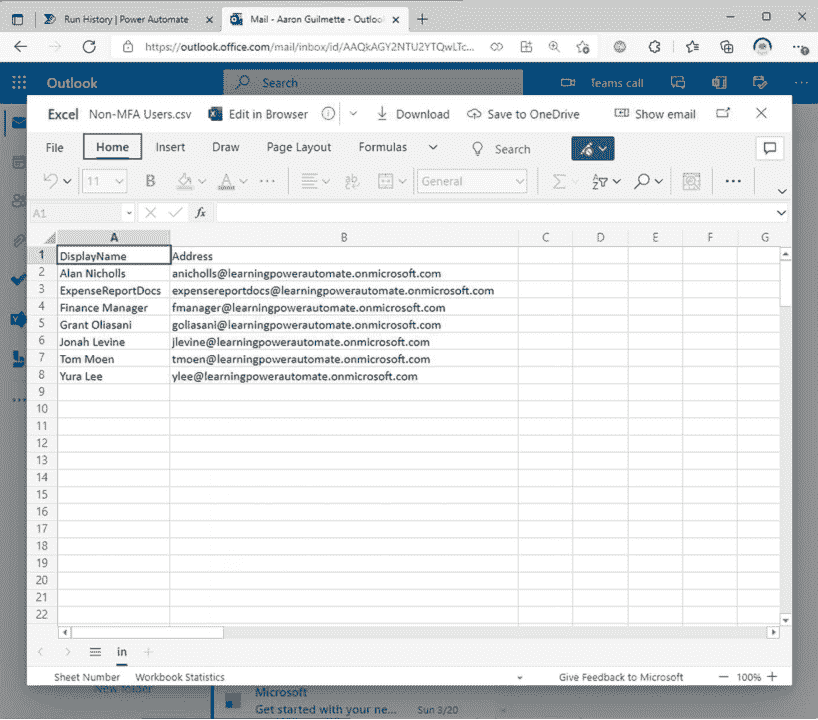 Run History | Power Automate
Mail - Aaron Guilmette - Outloo
https://outlook.office.com/mail/inbox/id/AAQkAGY2NTU2YTQwLTc...
Outlook Search Teams call
Excel Non-MFA Users.csv Edit in Browser Download Save to OneDrive Show email
File Home Insert Draw Page Layout Formulas Search
11 B A ab General
A1 fx
A B C D E F G
1 DisplayName Address
2 Alan Nicholls anicholls@learningpowerautomate.onmicrosoft.com
3 ExpenseReportDocs expensereportdocs@learningpowerautomate.onmicrosoft.com
4 Finance Manager fmanager@learningpowerautomate.onmicrosoft.com
5 Grant Oliasani goliasani@learningpowerautomate.onmicrosoft.com
6 Jonah Levine jlevine@learningpowerautomate.onmicrosoft.com
7 Tom Moen tmoen@learningpowerautomate.onmicrosoft.com
8 Yura Lee ylee@learningpowerautomate.onmicrosoft.com
9
10
11
12
13
14
15
16
17
18
19
20
21
22
in
Sheet Number Workbook Statistics Give Feedback to Microsoft 100%
New folder
Microsoft
Get started with your ne... Sun 3/20